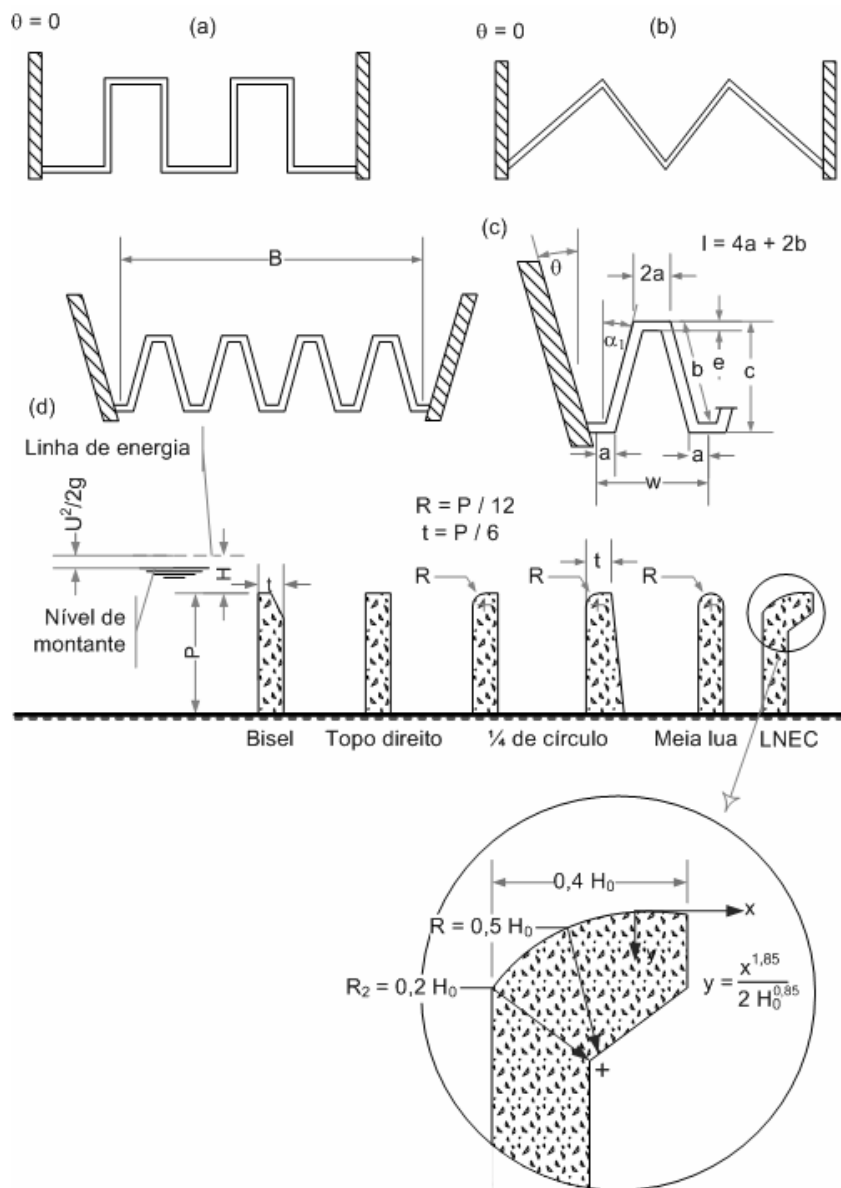 θ = 0
(a)
θ = 0
(b)
B
(c)
I = 4a + 2b
θ
2a
α₁
b
e
c
a
a
w
(d)
Linha de energia
U²/2g
H
Nível de
montante
P
t
R = P / 12
t = P / 6
R
R
t
R
Bisel
Topo direito
¼ de círculo
Meia lua
LNEC
0,4 H₀
x
R = 0,5 H₀
y
R₂ = 0,2 H₀
y = x^1,85 / 2 H₀^0,85